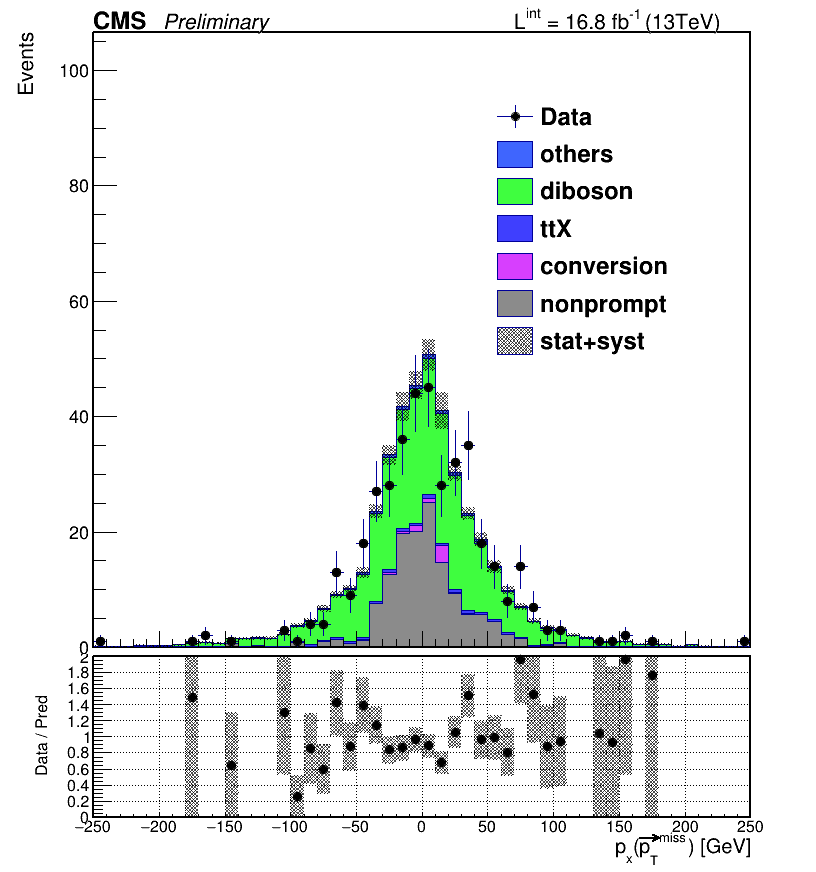 CMS Preliminary L^int = 16.8 fb^-1 (13TeV)
Events
100
80
60
40
20
0
Data
others
diboson
ttX
conversion
nonprompt
stat+syst
Data / Pred
2
1.8
1.6
1.4
1.2
1
0.8
0.6
0.4
0.2
0
−250 −200 −150 −100 −50 0 50 100 150 200 250
p_x(p_T^miss) [GeV]